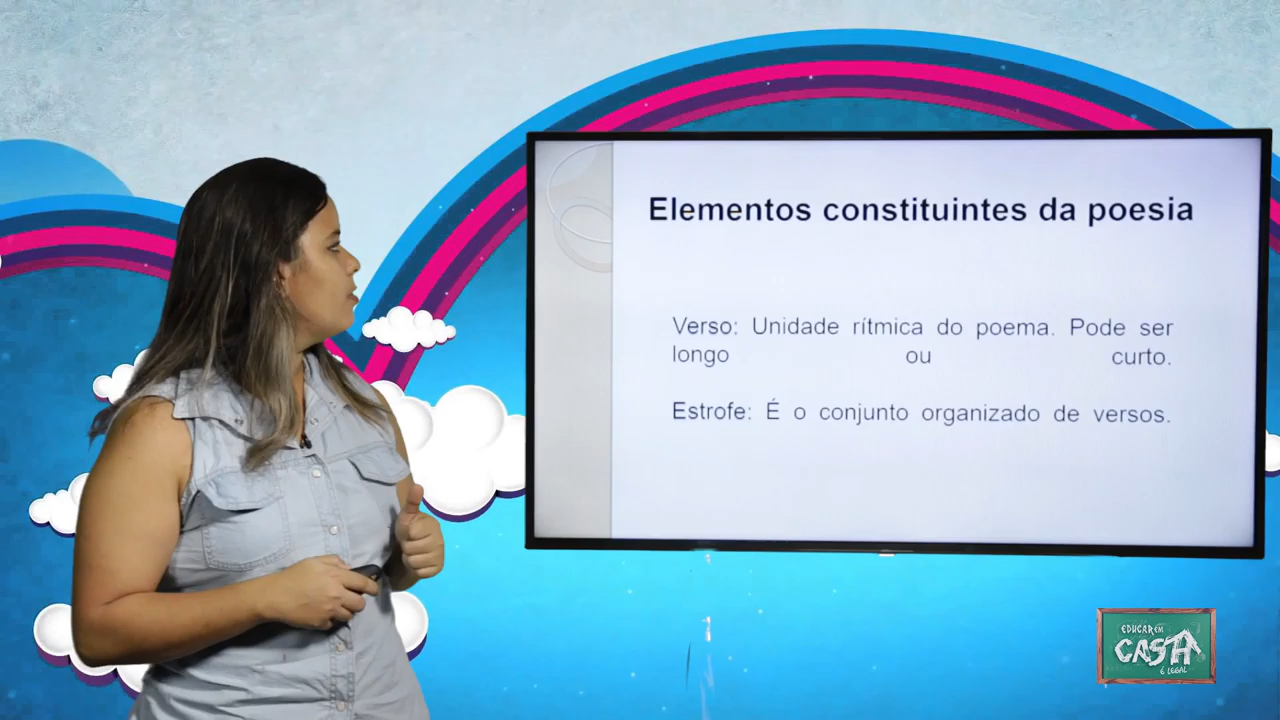 Elementos constituintes da poesia
Verso: Unidade rítmica do poema. Pode ser
longo ou curto.
Estrofe: É o conjunto organizado de versos.
EDUCAR EM
CASA
É LEGAL